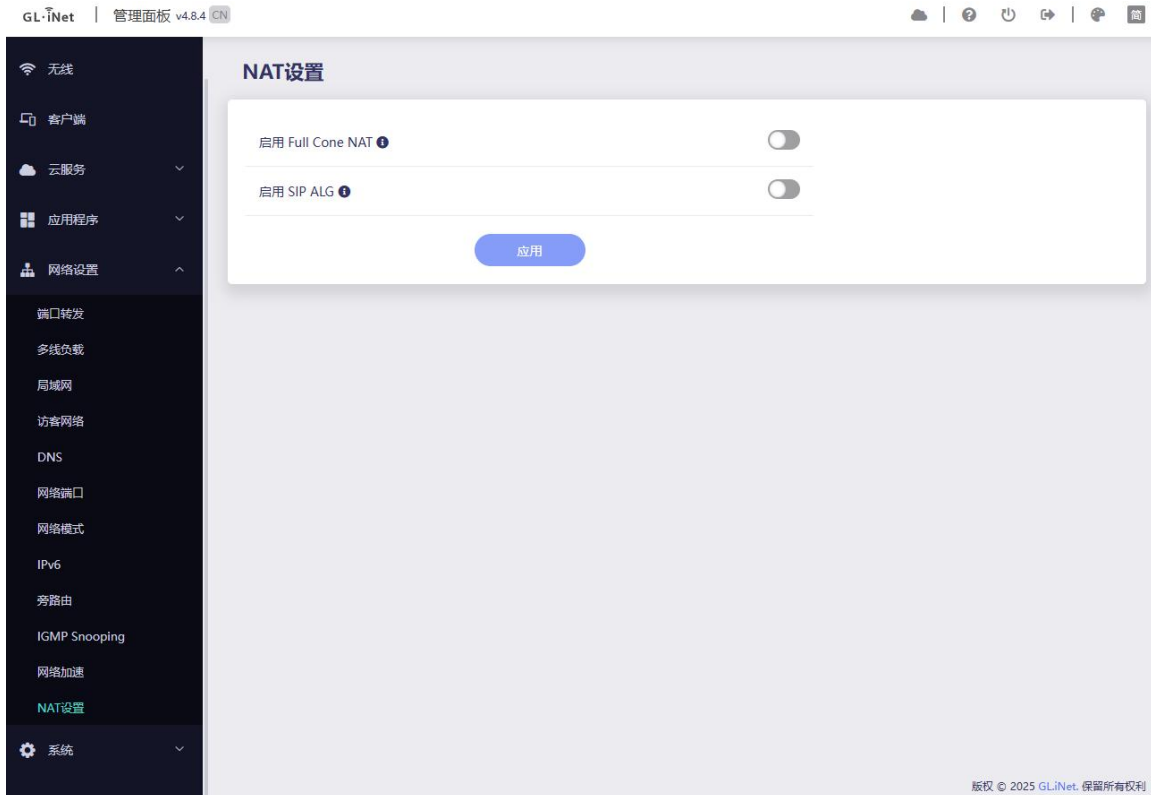 GL·iNet | 管理面板 v4.8.4 CN
简
无线
客户端
云服务
应用程序
网络设置
端口转发
多线负载
局域网
访客网络
DNS
网络端口
网络模式
IPv6
旁路由
IGMP Snooping
网络加速
NAT设置
系统
NAT设置
启用 Full Cone NAT
启用 SIP ALG
应用
版权 © 2025 GL.iNet. 保留所有权利